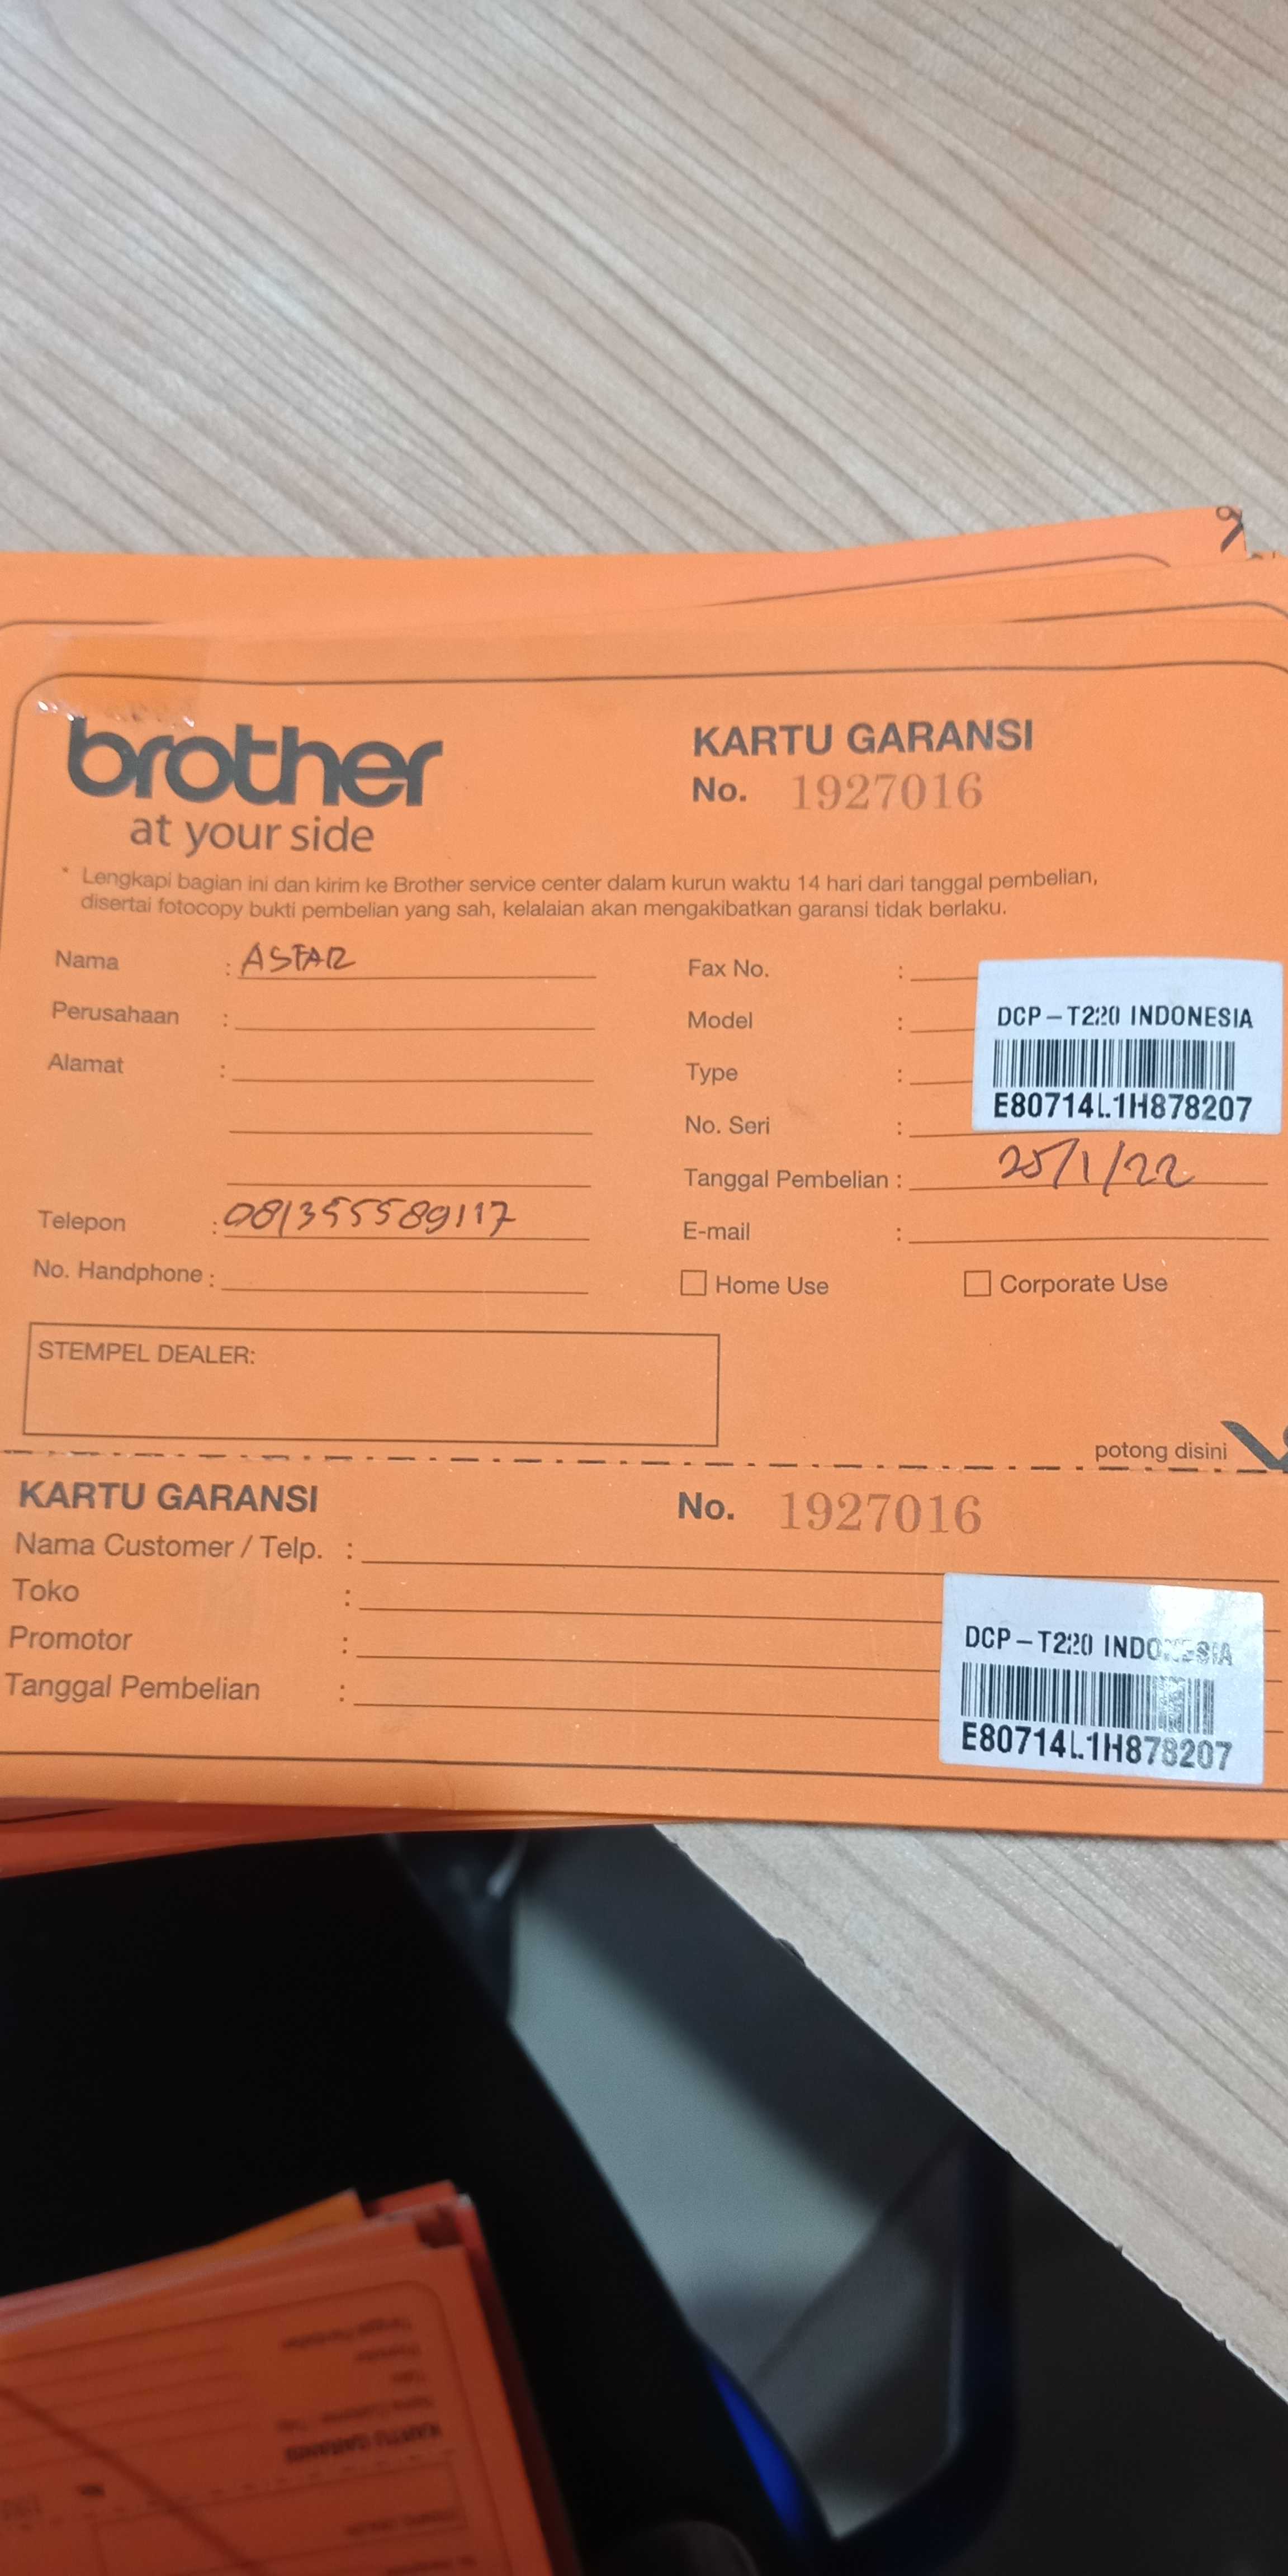 brother
at your side
KARTU GARANSI
No. 1927016
* Lengkapi bagian ini dan kirim ke Brother service center dalam kurun waktu 14 hari dari tanggal pembelian,
disertai fotocopy bukti pembelian yang sah, kelalaian akan mengakibatkan garansi tidak berlaku.
Nama : ASTAR
Perusahaan :
Alamat :
Telepon : 081355589117
No. Handphone :
Fax No. :
Model :
Type :
No. Seri :
DCP-T220 INDONESIA
E80714L1H878207
Tanggal Pembelian : 25/1/22
E-mail :
Home Use
Corporate Use
STEMPEL DEALER:
potong disini
KARTU GARANSI
No. 1927016
Nama Customer / Telp. :
Toko :
Promotor :
Tanggal Pembelian :
DCP-T220 INDONESIA
E80714L1H878207
KARTU GARANSI